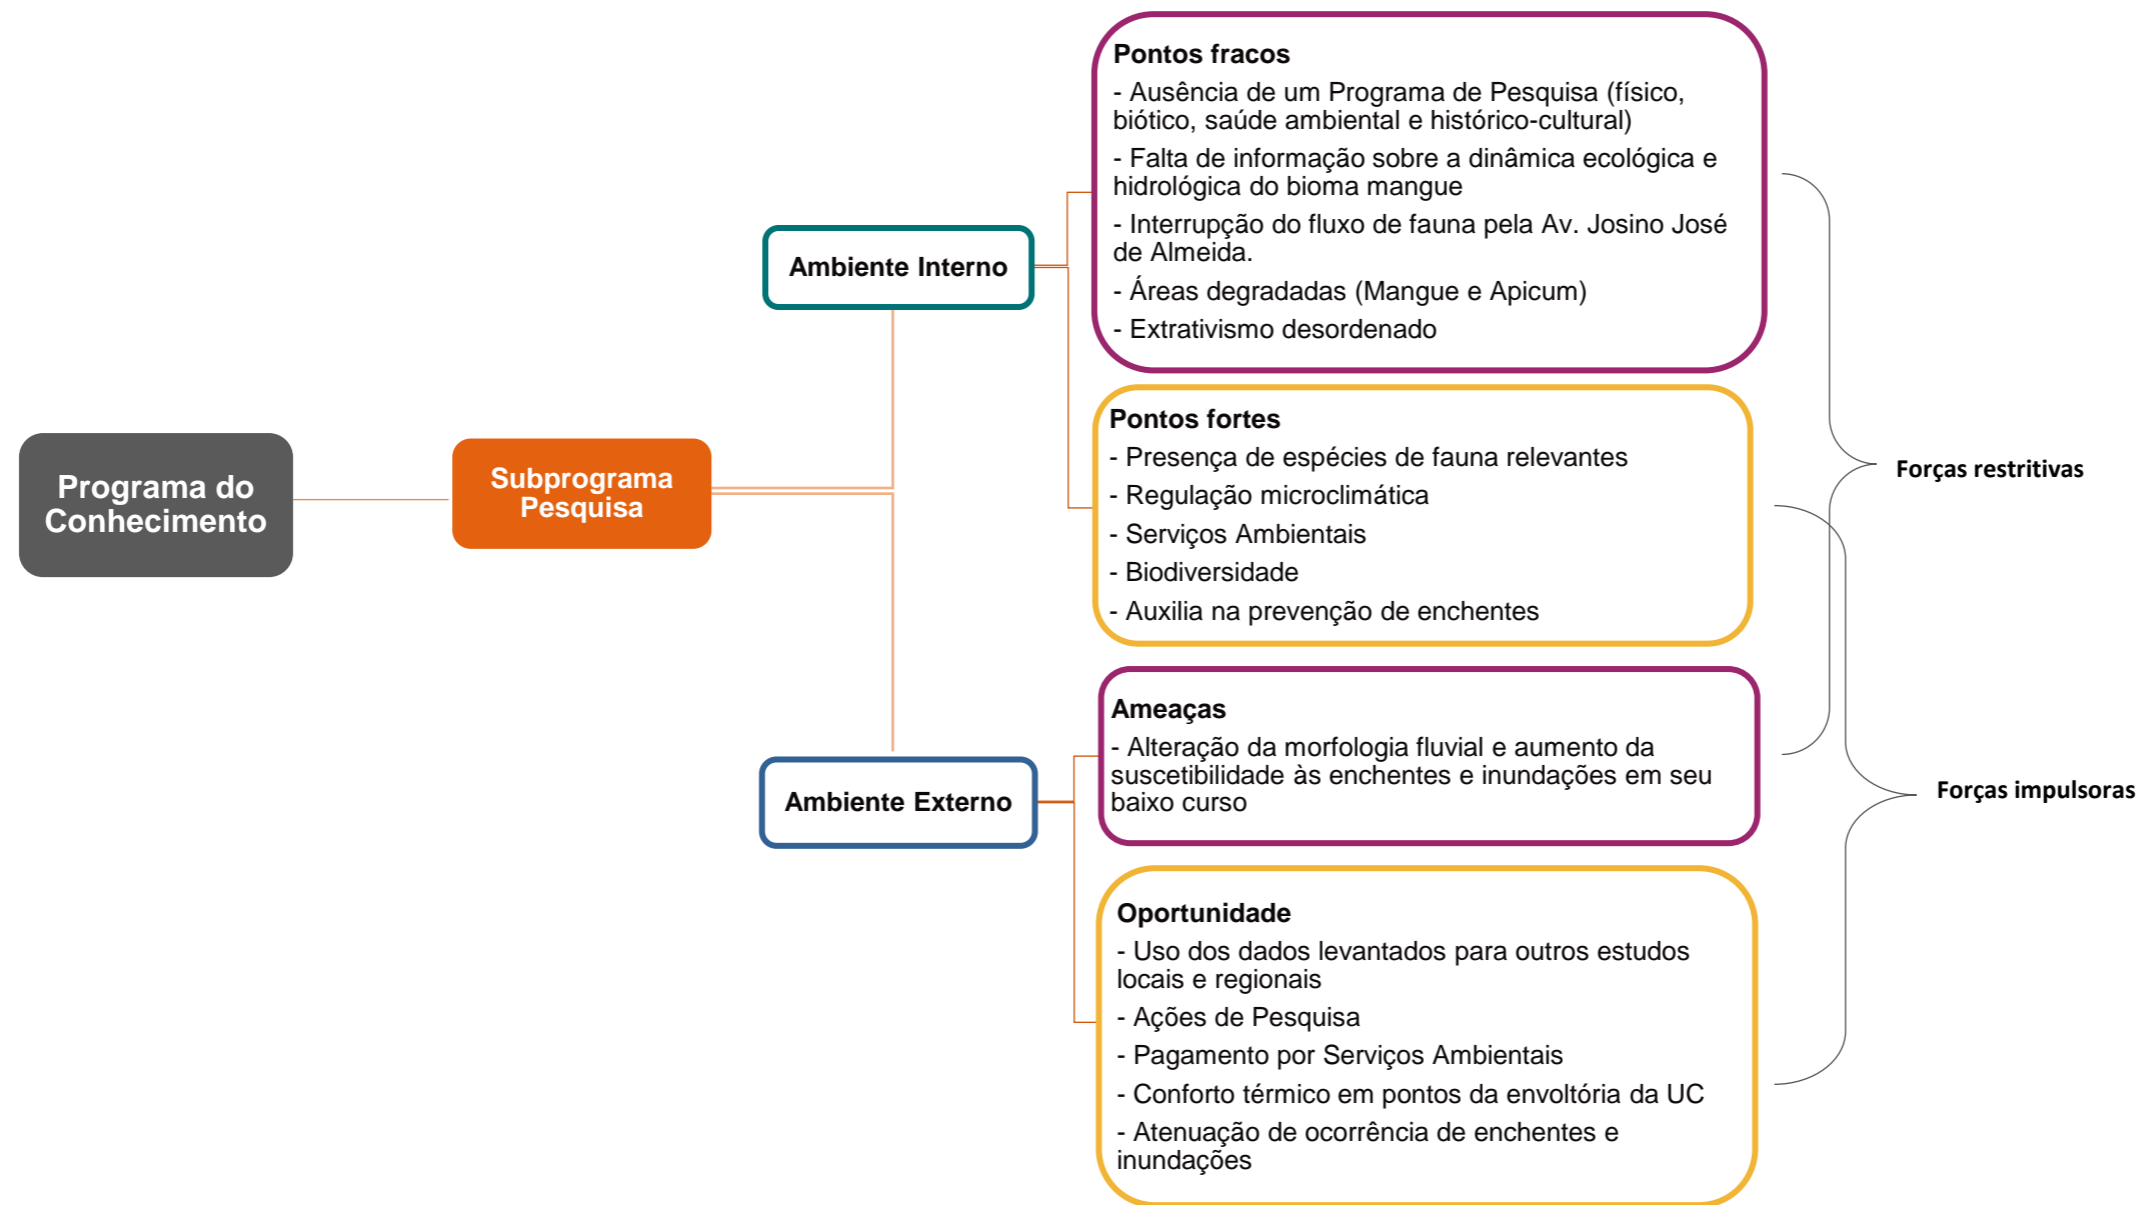 Programa do
Conhecimento
Subprograma
Pesquisa
Ambiente Interno
Pontos fracos
- Ausência de um Programa de Pesquisa (físico,
biótico, saúde ambiental e histórico-cultural)
- Falta de informação sobre a dinâmica ecológica e
hidrológica do bioma mangue
- Interrupção do fluxo de fauna pela Av. Josino José
de Almeida.
- Áreas degradadas (Mangue e Apicum)
- Extrativismo desordenado
Pontos fortes
- Presença de espécies de fauna relevantes
- Regulação microclimática
- Serviços Ambientais
- Biodiversidade
- Auxilia na prevenção de enchentes
Ambiente Externo
Ameaças
- Alteração da morfologia fluvial e aumento da
suscetibilidade às enchentes e inundações em seu
baixo curso
Oportunidade
- Uso dos dados levantados para outros estudos
locais e regionais
- Ações de Pesquisa
- Pagamento por Serviços Ambientais
- Conforto térmico em pontos da envoltória da UC
- Atenuação de ocorrência de enchentes e
inundações
Forças restritivas
Forças impulsoras